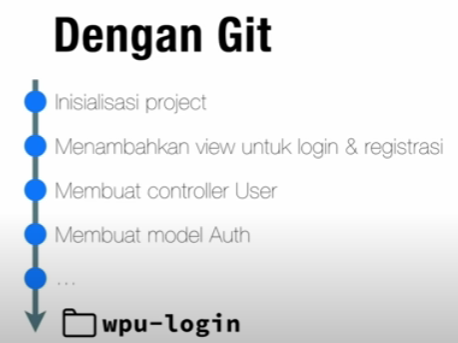 Dengan Git
Inisialisasi project
Menambahkan view untuk login & registrasi
Membuat controller User
Membuat model Auth
...
wpu-login